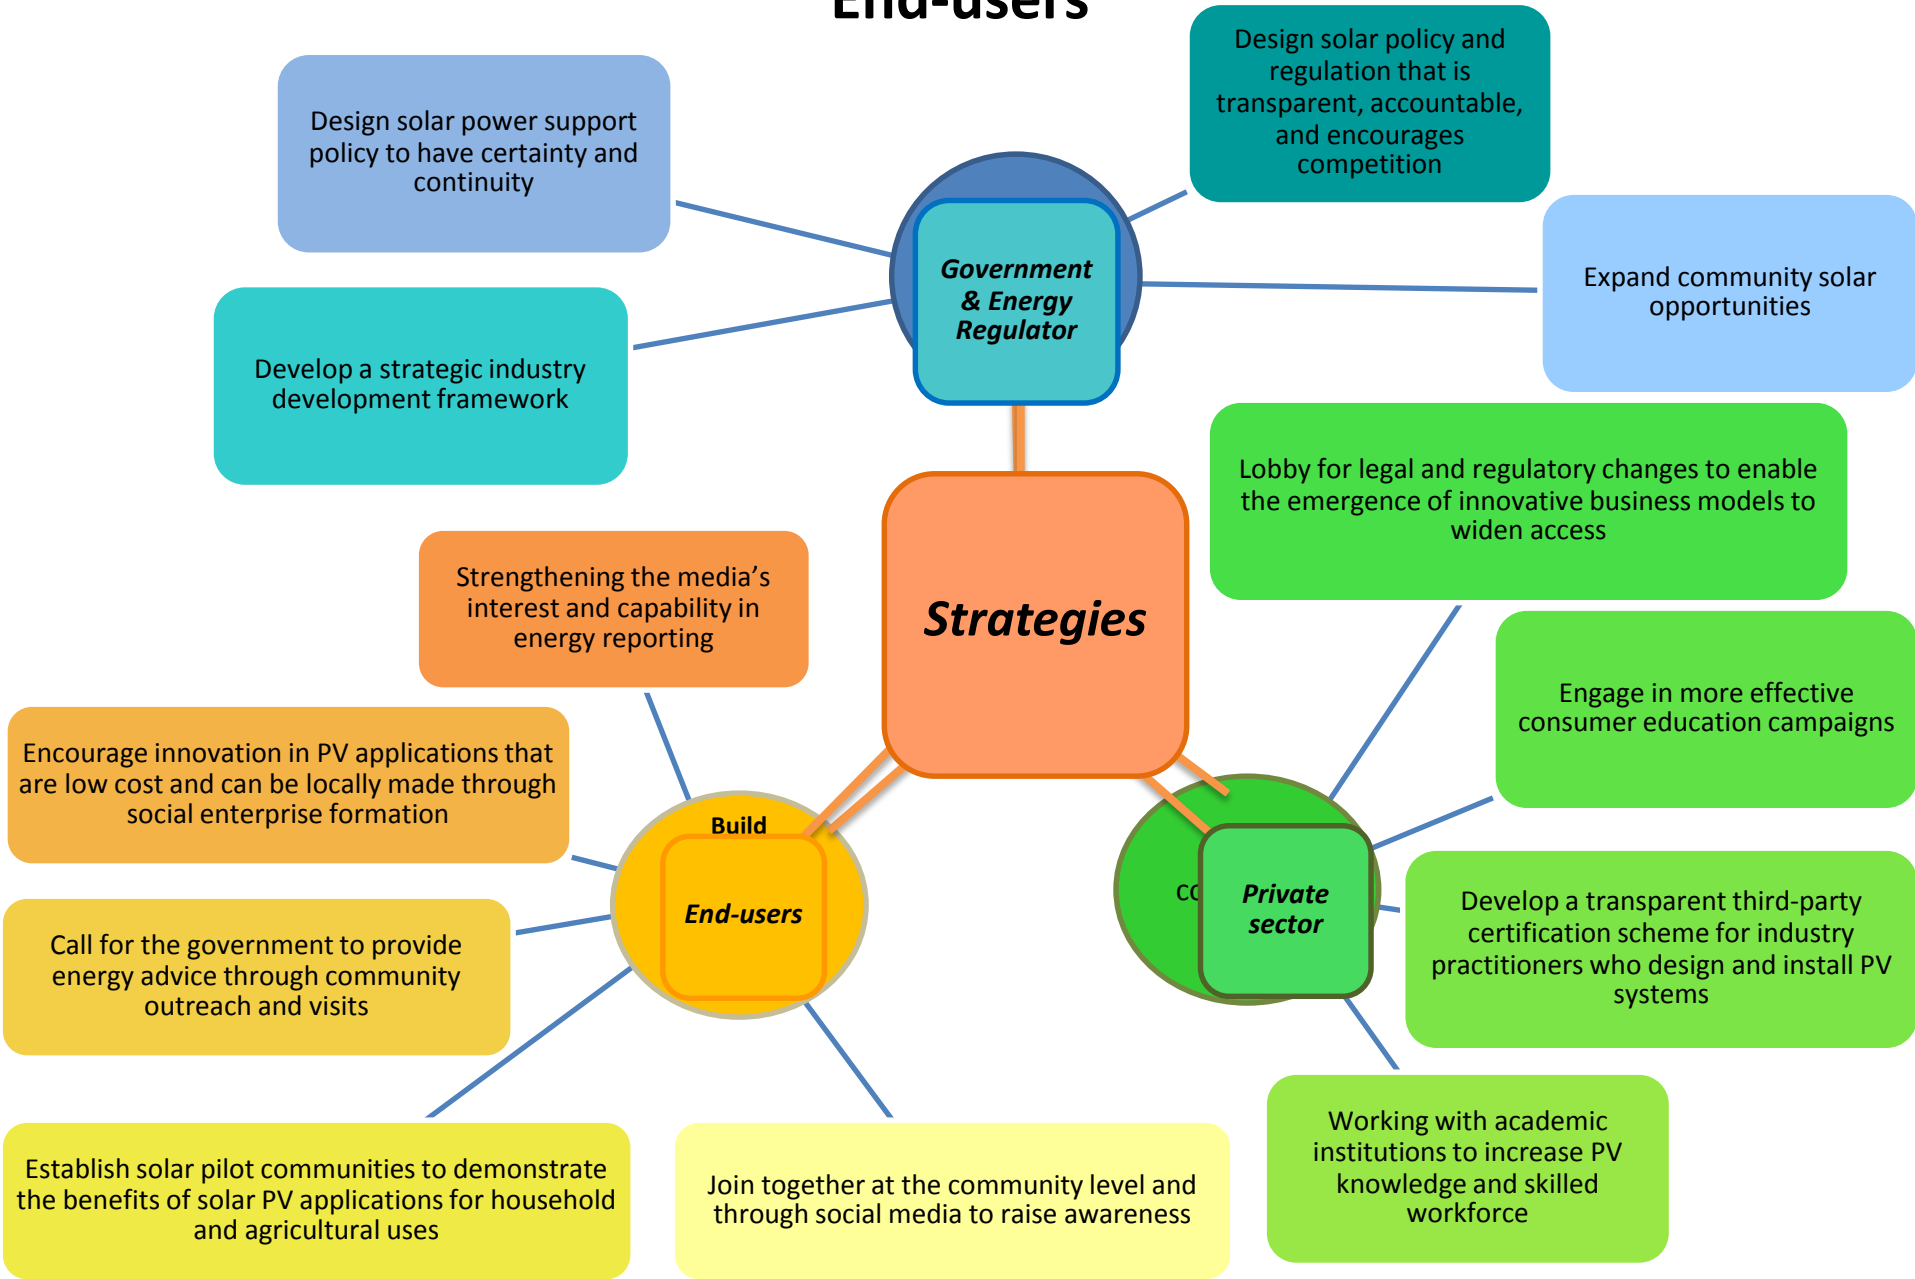 End-users
Design solar power support
policy to have certainty and
continuity
Design solar policy and
regulation that is
transparent, accountable,
and encourages
competition
Government
& Energy
Regulator
Expand community solar
opportunities
Develop a strategic industry
development framework
Lobby for legal and regulatory changes to enable
the emergence of innovative business models to
widen access
Strategies
Strengthening the media’s
interest and capability in
energy reporting
Engage in more effective
consumer education campaigns
Encourage innovation in PV applications that
are low cost and can be locally made through
social enterprise formation
Build
End-users
Private
sector
Develop a transparent third-party
certification scheme for industry
practitioners who design and install PV
systems
Call for the government to provide
energy advice through community
outreach and visits
Working with academic
institutions to increase PV
knowledge and skilled
workforce
Establish solar pilot communities to demonstrate
the benefits of solar PV applications for household
and agricultural uses
Join together at the community level and
through social media to raise awareness